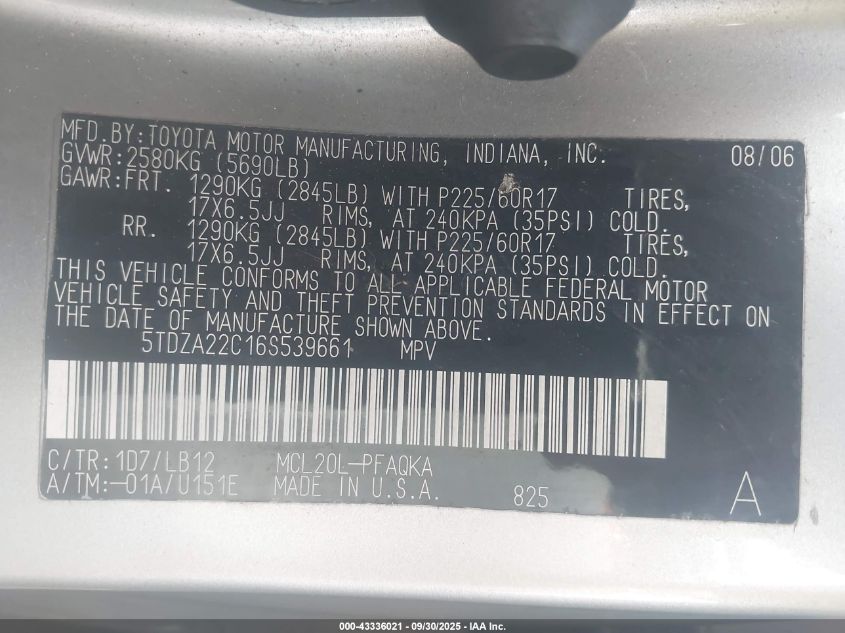 MFD.BY:TOYOTA MOTOR MANUFACTURING, INDIANA, INC. 08/06
GVWR:2580KG (5690LB)
GAWR:FRT. 1290KG (2845LB) WITH P225/60R17 TIRES,
17X6.5JJ RIMS, AT 240KPA (35PSI) COLD.
RR. 1290KG (2845LB) WITH P225/60R17 TIRES,
17X6.5JJ RIMS, AT 240KPA (35PSI) COLD.
THIS VEHICLE CONFORMS TO ALL APPLICABLE FEDERAL MOTOR
VEHICLE SAFETY AND THEFT PREVENTION STANDARDS IN EFFECT ON
THE DATE OF MANUFACTURE SHOWN ABOVE.
5TDZA22C16S539661 MPV
C/TR: 1D7/LB12 MCL20L-PFAQKA
A/TM:-01A/U151E MADE IN U.S.A. 825 A
000-43336021 - 09/30/2025 - IAA Inc.